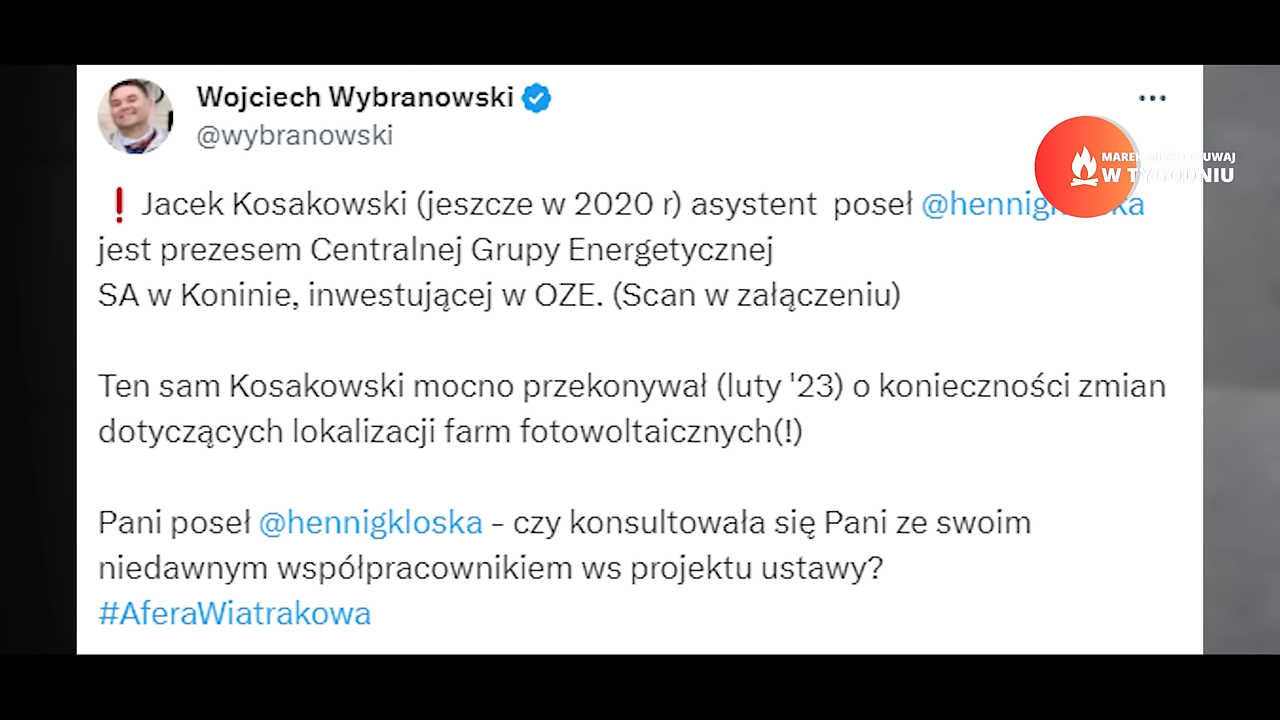 Wojciech Wybranowski
@wybranowski
❗ Jacek Kosakowski (jeszcze w 2020 r) asystent poseł @hennigkloska
jest prezesem Centralnej Grupy Energetycznej
SA w Koninie, inwestującej w OZE. (Scan w załączeniu)
Ten sam Kosakowski mocno przekonywał (luty '23) o konieczności zmian
dotyczących lokalizacji farm fotowoltaicznych(!)
Pani poseł @hennigkloska - czy konsultowała się Pani ze swoim
niedawnym współpracownikiem ws projektu ustawy?
#AferaWiatrakowa
MAREK
W TYGODNIU